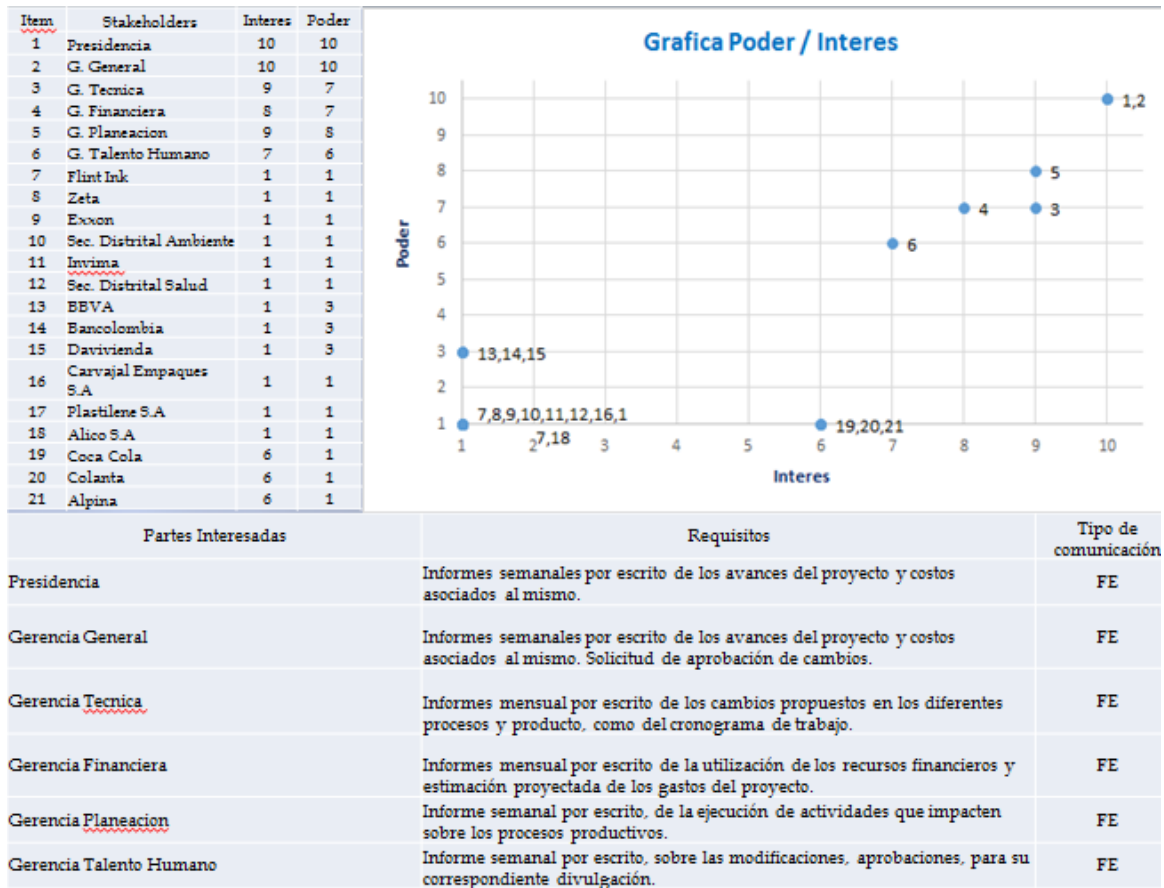 Item Stakeholders Interes Poder
1 Presidencia 10 10
2 G. General 10 10
3 G. Tecnica 9 7
4 G. Financiera 8 7
5 G. Planeacion 9 8
6 G. Talento Humano 7 6
7 Flint Ink 1 1
8 Zeta 1 1
9 Exxon 1 1
10 Sec. Distrital Ambiente 1 1
11 Invima 1 1
12 Sec. Distrital Salud 1 1
13 BBVA 1 3
14 Bancolombia 1 3
15 Davivienda 1 3
16 Carvajal Empaques
S.A 1 1
17 Plastilene S.A 1 1
18 Alico S.A 1 1
19 Coca Cola 6 1
20 Colanta 6 1
21 Alpina 6 1
Grafica Poder / Interes
10
9
8
7
6
5
4
3
2
1
Poder
1,2
5
4
3
6
13,14,15
7,8,9,10,11,12,16,1
7,18
19,20,21
1 2 3 4 5 6 7 8 9 10
Interes
Partes Interesadas Requisitos Tipo de
comunicación
Presidencia Informes semanales por escrito de los avances del proyecto y costos
asociados al mismo. FE
Gerencia General Informes semanales por escrito de los avances del proyecto y costos
asociados al mismo. Solicitud de aprobación de cambios. FE
Gerencia Tecnica Informes mensual por escrito de los cambios propuestos en los diferentes
procesos y producto, como del cronograma de trabajo. FE
Gerencia Financiera Informes mensual por escrito de la utilización de los recursos financieros y
estimación proyectada de los gastos del proyecto. FE
Gerencia Planeacion Informe semanal por escrito, de la ejecución de actividades que impacten
sobre los procesos productivos. FE
Gerencia Talento Humano Informe semanal por escrito, sobre las modificaciones, aprobaciones, para su
correspondiente divulgación. FE